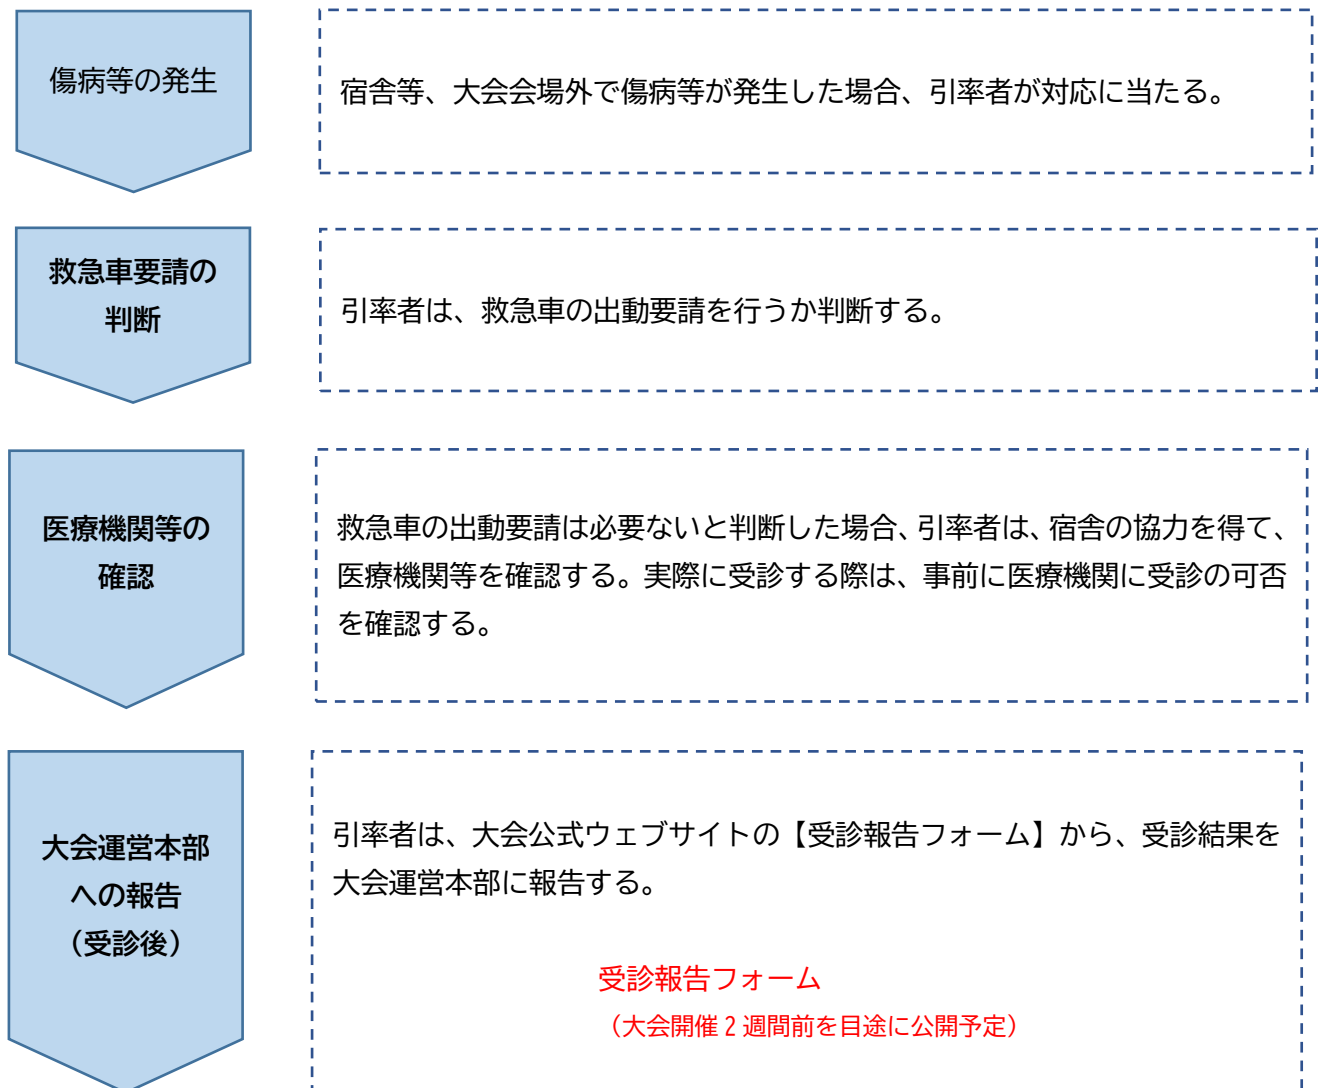 傷病等の発生
宿舎等、大会会場外で傷病等が発生した場合、引率者が対応に当たる。
救急車要請の
判断
引率者は、救急車の出動要請を行うか判断する。
医療機関等の
確認
救急車の出動要請は必要ないと判断した場合、引率者は、宿舎の協力を得て、
医療機関等を確認する。実際に受診する際は、事前に医療機関に受診の可否
を確認する。
大会運営本部
への報告
（受診後）
引率者は、大会公式ウェブサイトの【受診報告フォーム】から、受診結果を
大会運営本部に報告する。
受診報告フォーム
（大会開催２週間前を目途に公開予定）